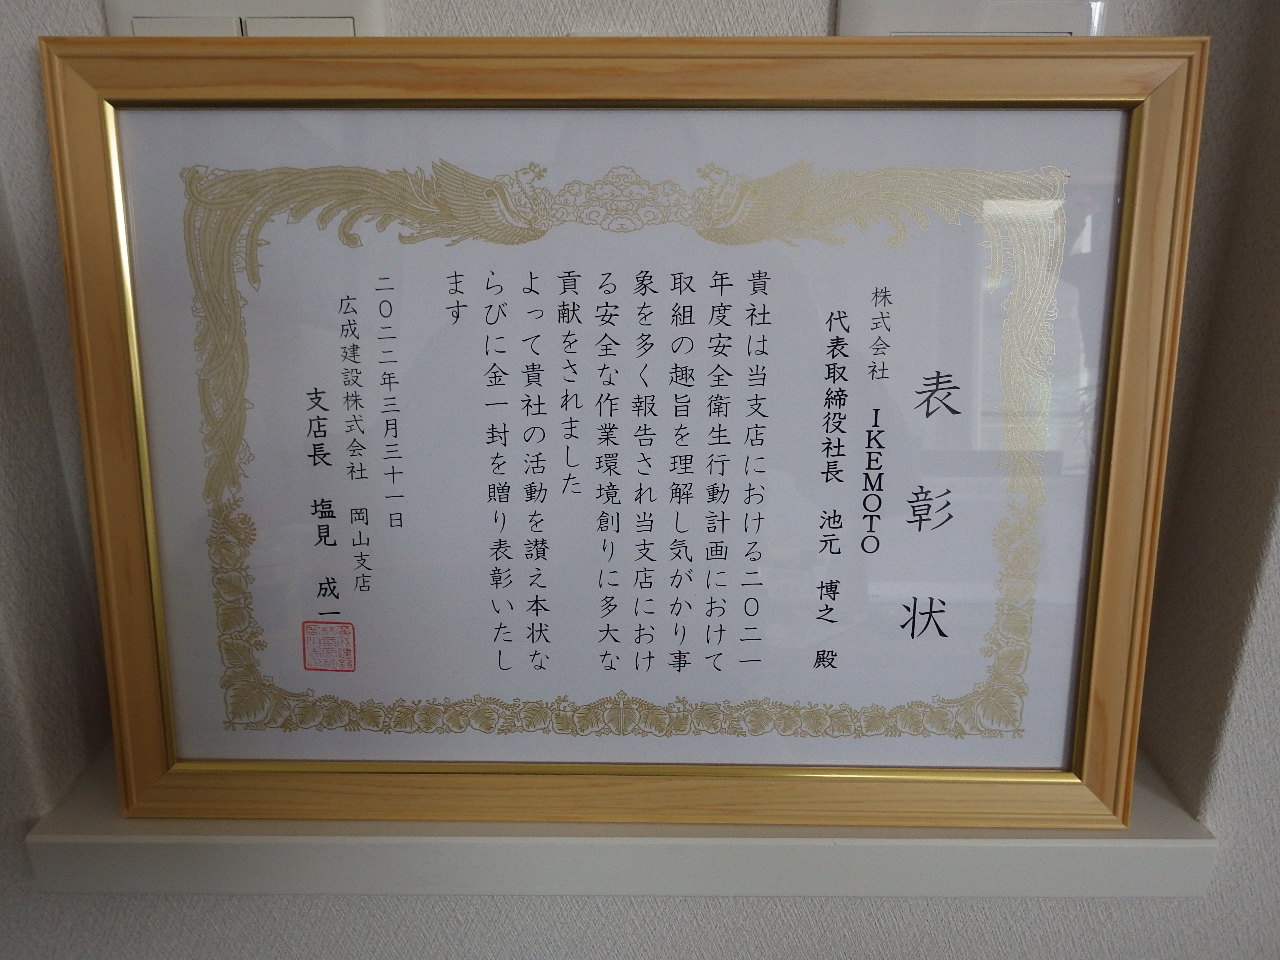 表彰状
株式会社 IKEMOTO
代表取締役社長 池元 博之 殿
貴社は当支店における二〇二一
年度安全衛生行動計画におけて
取組の趣旨を理解し気がかり事
象を多く報告され当支店におけ
る安全な作業環境創りに多大な
貢献をされました
よって貴社の活動を讃え本状な
らびに金一封を贈り表彰いたし
ます
二〇二二年三月三十一日
広成建設株式会社 岡山支店
支店長 塩見 成一